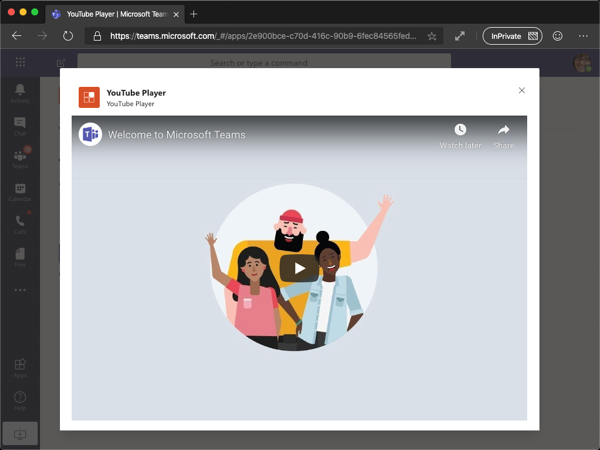 YouTube Player | Microsoft Team
https://teams.microsoft.com/_#/apps/2e900bce-c70d-416c-90b9-6fec84565fed...
InPrivate
Search or type a command
YouTube Player
YouTube Player
Activity
Chat
Teams
Calendar
Calls
Files
Apps
Help
Welcome to Microsoft Teams
Watch later
Share